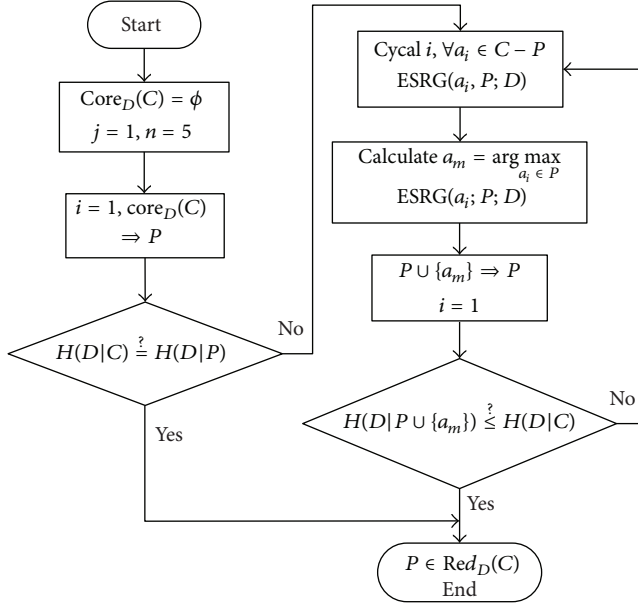 Start
Core_D(C) = ϕ
j = 1, n = 5
i = 1, core_D(C)
⇒ P
H(D|C) ≟ H(D|P)
No
Yes
Cycal i, ∀a_i ∈ C − P
ESRG(a_i, P; D)
Calculate a_m = arg max
a_i ∈ P
ESRG(a_i; P; D)
P ∪ {a_m} ⇒ P
i = 1
H(D|P ∪ {a_m}) ≤? H(D|C)
No
Yes
P ∈ Red_D(C)
End